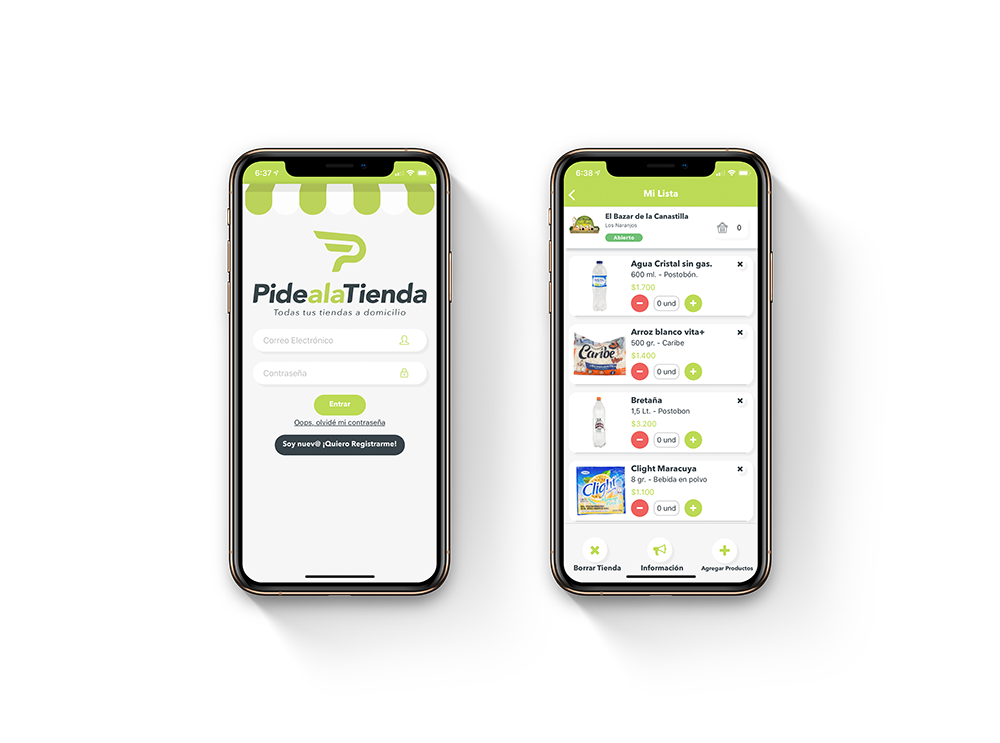 6:37
PidealaTienda
Todas tus tiendas a domicilio
Correo Electrónico
Contraseña
Entrar
Oops, olvidé mi contraseña
Soy nuev@ ¡Quiero Registrarme!
6:38
Mi Lista
El Bazar de la Canastilla
Los Naranjos
Abierto
0
Agua Cristal sin gas.
600 ml. - Postobón.
$1.700
0 und
Arroz blanco vita+
500 gr. - Caribe
$1.400
0 und
Caribe
Bretaña
1,5 Lt. - Postobon
$3.200
0 und
Clight Maracuya
8 gr. - Bebida en polvo
$1.100
0 und
Clight
Borrar Tienda
Información
Agregar Productos